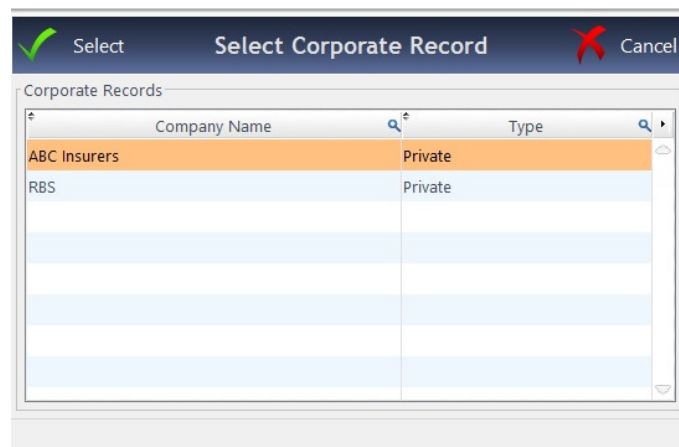 Select Select Corporate Record Cancel
Corporate Records
Company Name Type
ABC Insurers Private
RBS Private